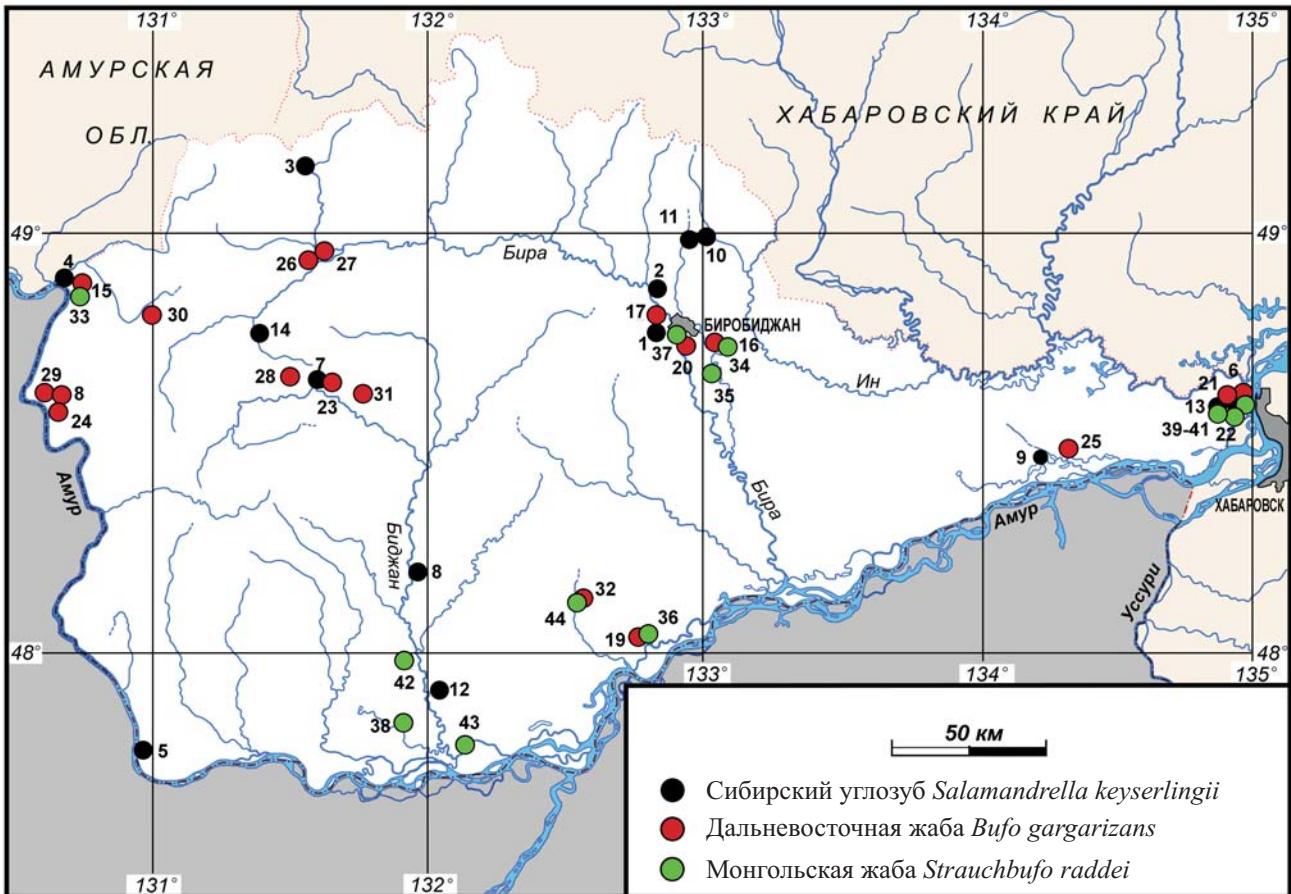 131° 132° 133° 134° 135°
АМУРСКАЯ
ОБЛ.
ХАБАРОВСКИЙ КРАЙ
3
49° 49°
11
10
26 27
Бира
4
15
33
2
30
17
14
1
БИРОБИДЖАН
37
20
16
34
35
Ин
7
28
23
31
29
8
24
6
21
13
39-41 22
25
9
ХАБАРОВСК
Амур
Бира
Амур
Биджан
Уссури
8
32
44
36
19
48° 48°
42
12
38
43
5
133° 134° 135°
50 км
Сибирский углозуб Salamandrella keyserlingii
Дальневосточная жаба Bufo gargarizans
Монгольская жаба Strauchbufo raddei
131° 132°